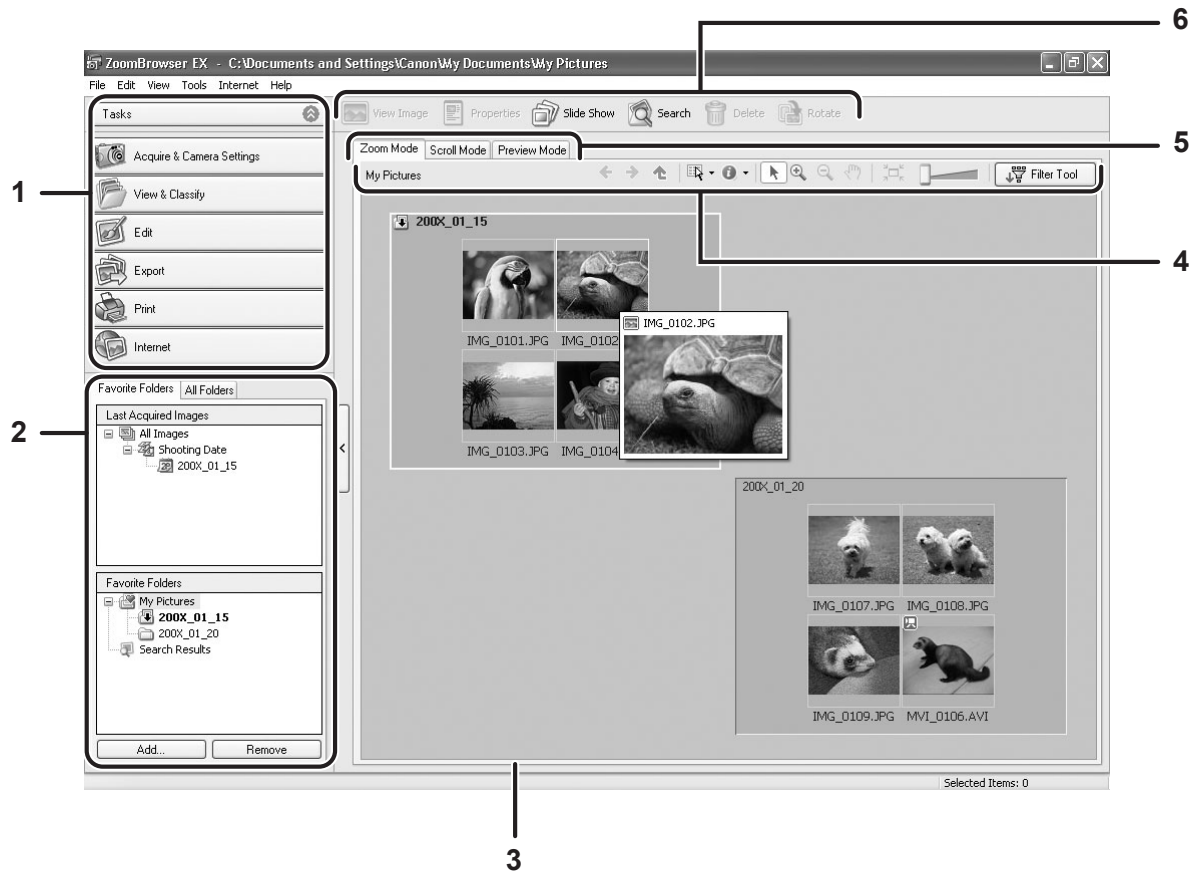 6
ZoomBrowser EX - C:\Documents and Settings\Canon\My Documents\My Pictures
File Edit View Tools Internet Help
Tasks
View Image Properties Slide Show Search Delete Rotate
5
Zoom Mode Scroll Mode Preview Mode
My Pictures
Filter Tool
4
1
Acquire & Camera Settings
View & Classify
Edit
Export
Print
Internet
2
Favorite Folders All Folders
Last Acquired Images
All Images
Shooting Date
200X_01_15
Favorite Folders
My Pictures
200X_01_15
200X_01_20
Search Results
Add... Remove
200X_01_15
IMG_0101.JPG IMG_0102
IMG_0102.JPG
IMG_0103.JPG IMG_0104
200X_01_20
IMG_0107.JPG IMG_0108.JPG
IMG_0109.JPG MVI_0106.AVI
Selected Items: 0
3